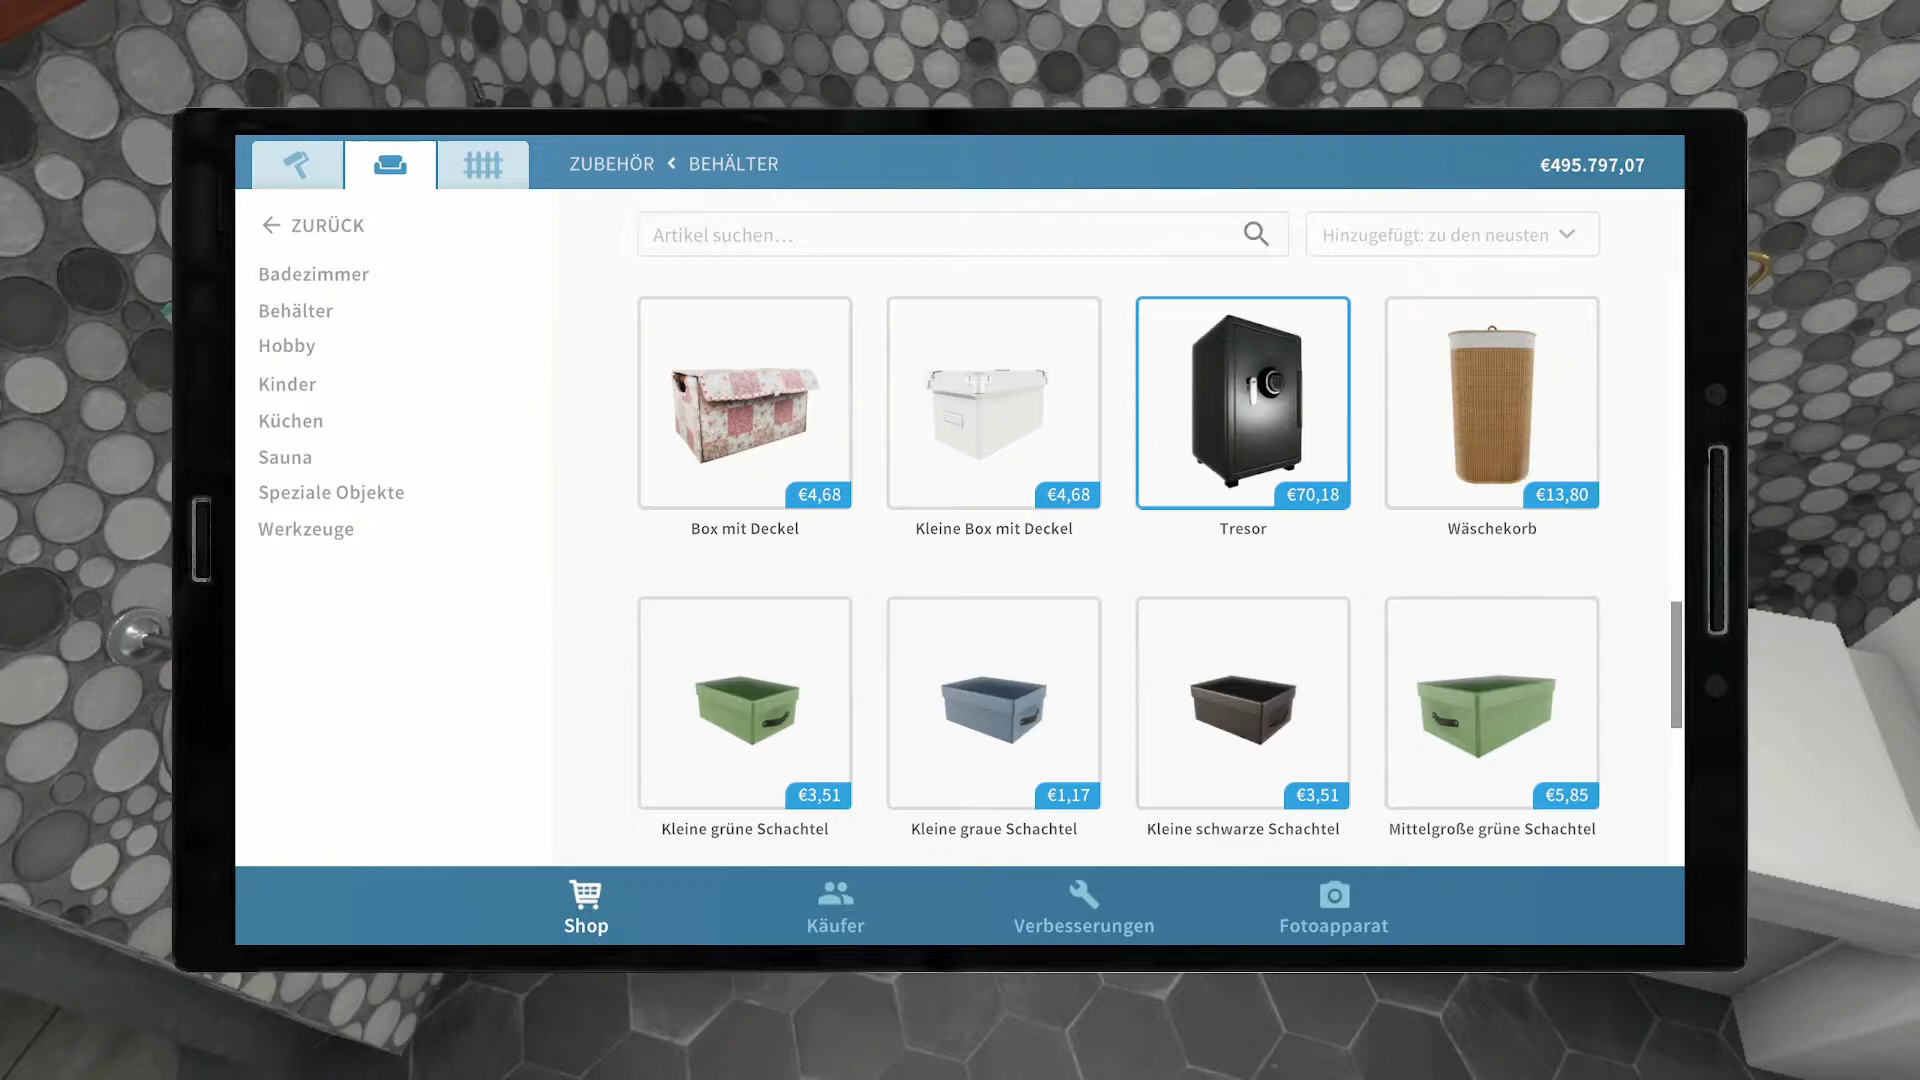 ZUBEHÖR < BEHÄLTER
€495.797,07
← ZURÜCK
Badezimmer
Behälter
Hobby
Kinder
Küchen
Sauna
Speziale Objekte
Werkzeuge
Artikel suchen...
Hinzugefügt: zu den neusten
€4,68
€4,68
€70,18
€13,80
Box mit Deckel
Kleine Box mit Deckel
Tresor
Wäschekorb
€3,51
€1,17
€3,51
€5,85
Kleine grüne Schachtel
Kleine graue Schachtel
Kleine schwarze Schachtel
Mittelgroße grüne Schachtel
Shop
Käufer
Verbesserungen
Fotoapparat